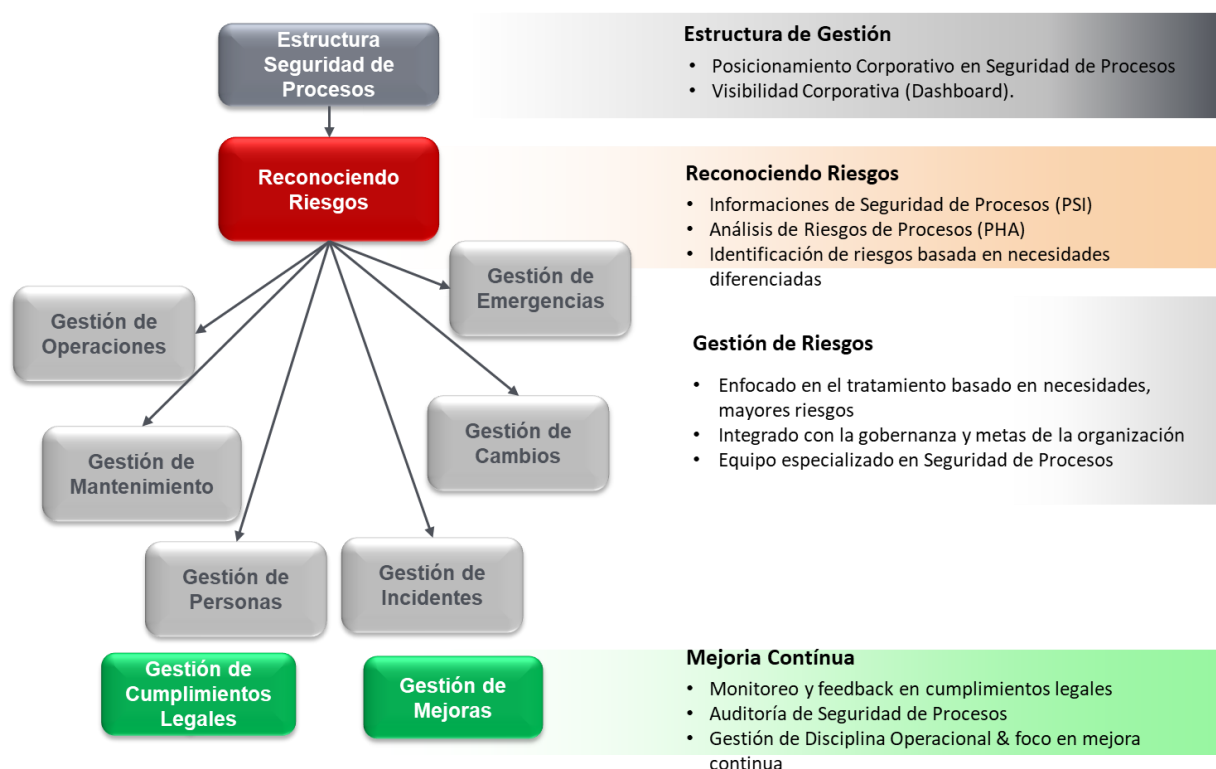 Estructura
Seguridad de
Procesos
Estructura de Gestión
• Posicionamiento Corporativo en Seguridad de Procesos
• Visibilidad Corporativa (Dashboard).
Reconociendo
Riesgos
Reconociendo Riesgos
• Informaciones de Seguridad de Procesos (PSI)
• Análisis de Riesgos de Procesos (PHA)
• Identificación de riesgos basada en necesidades
diferenciadas
Gestión de
Emergencias
Gestión de
Operaciones
Gestión de
Cambios
Gestión de
Mantenimiento
Gestión de
Personas
Gestión de
Incidentes
Gestión de Riesgos
• Enfocado en el tratamiento basado en necesidades,
mayores riesgos
• Integrado con la gobernanza y metas de la organización
• Equipo especializado en Seguridad de Procesos
Gestión de
Cumplimientos
Legales
Gestión de
Mejoras
Mejoria Contínua
• Monitoreo y feedback en cumplimientos legales
• Auditoría de Seguridad de Procesos
• Gestión de Disciplina Operacional & foco en mejora
continua